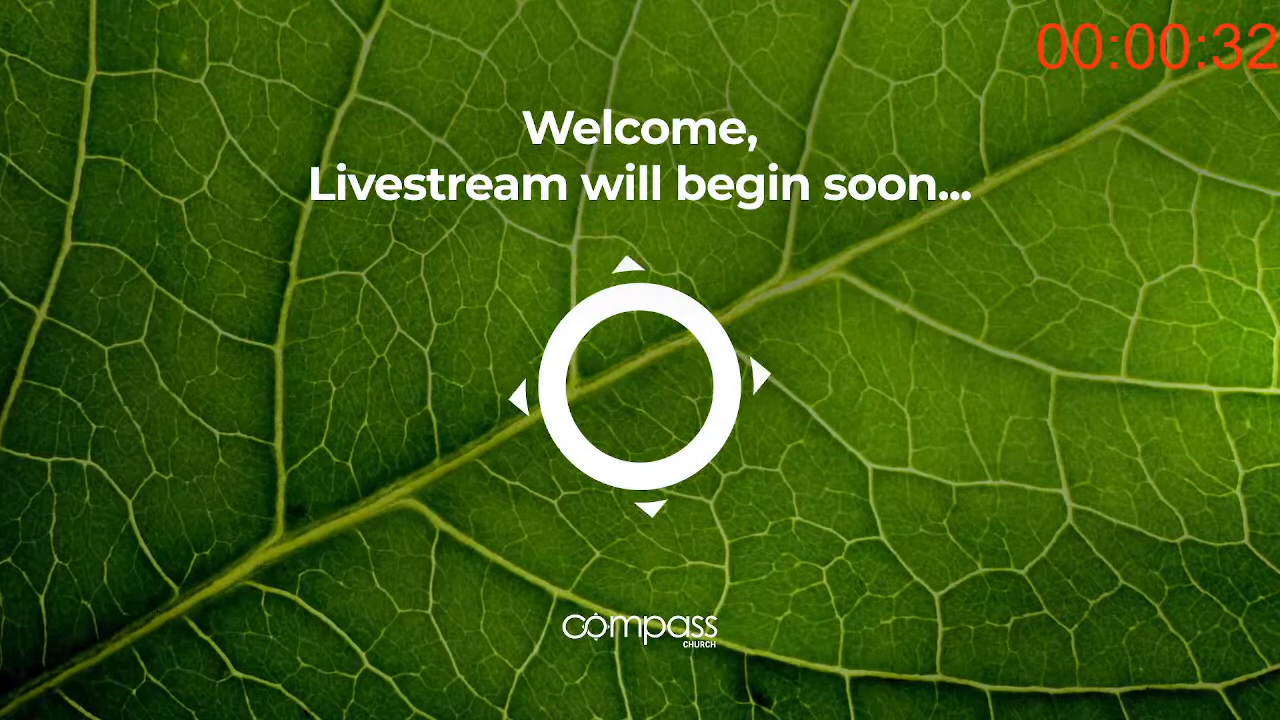 00:00:32
Welcome,
Livestream will begin soon...
compass
CHURCH